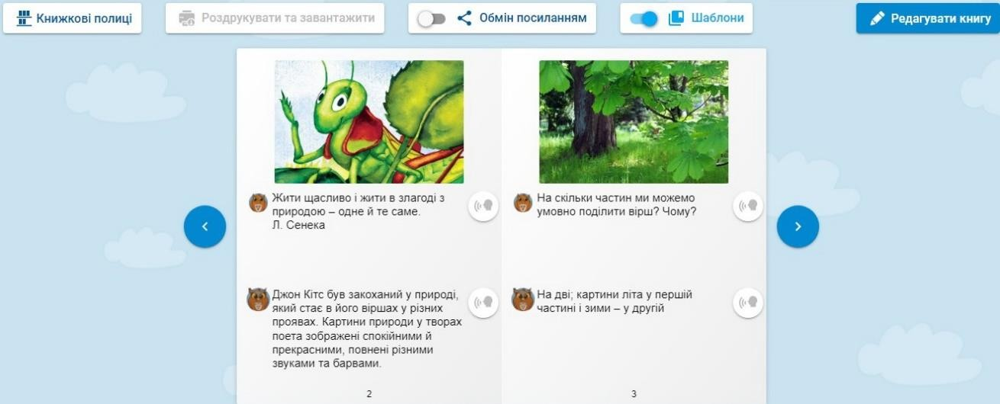 Книжкові полиці
Роздрукувати та завантажити
Обмін посиланням
Шаблони
Редагувати книгу
Жити щасливо і жити в злагоді з
природою – одне й те саме.
Л. Сенека
Джон Кітс був закоханий у природі,
який стає в його віршах у різних
проявах. Картини природи у творах
поета зображені спокійними й
прекрасними, повнені різними
звуками та барвами.
2
На скільки частин ми можемо
умовно поділити вірш? Чому?
На дві; картини літа у першій
частині і зими – у другій
3